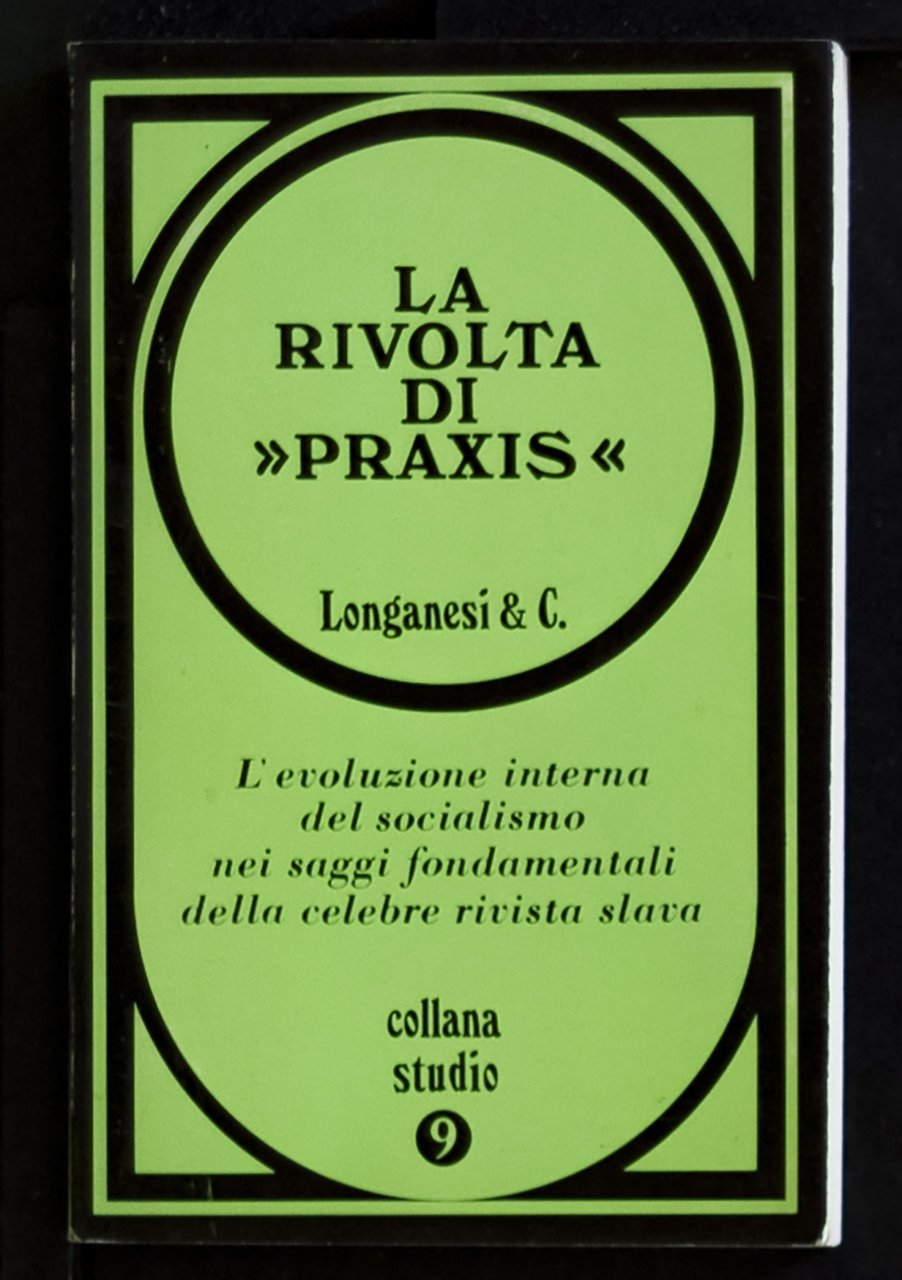 LA
RIVOLTA
DI
»PRAXIS«
Longanesi & C.
L'evoluzione interna
del socialismo
nei saggi fondamentali
della celebre rivista slava
collana
studio
9